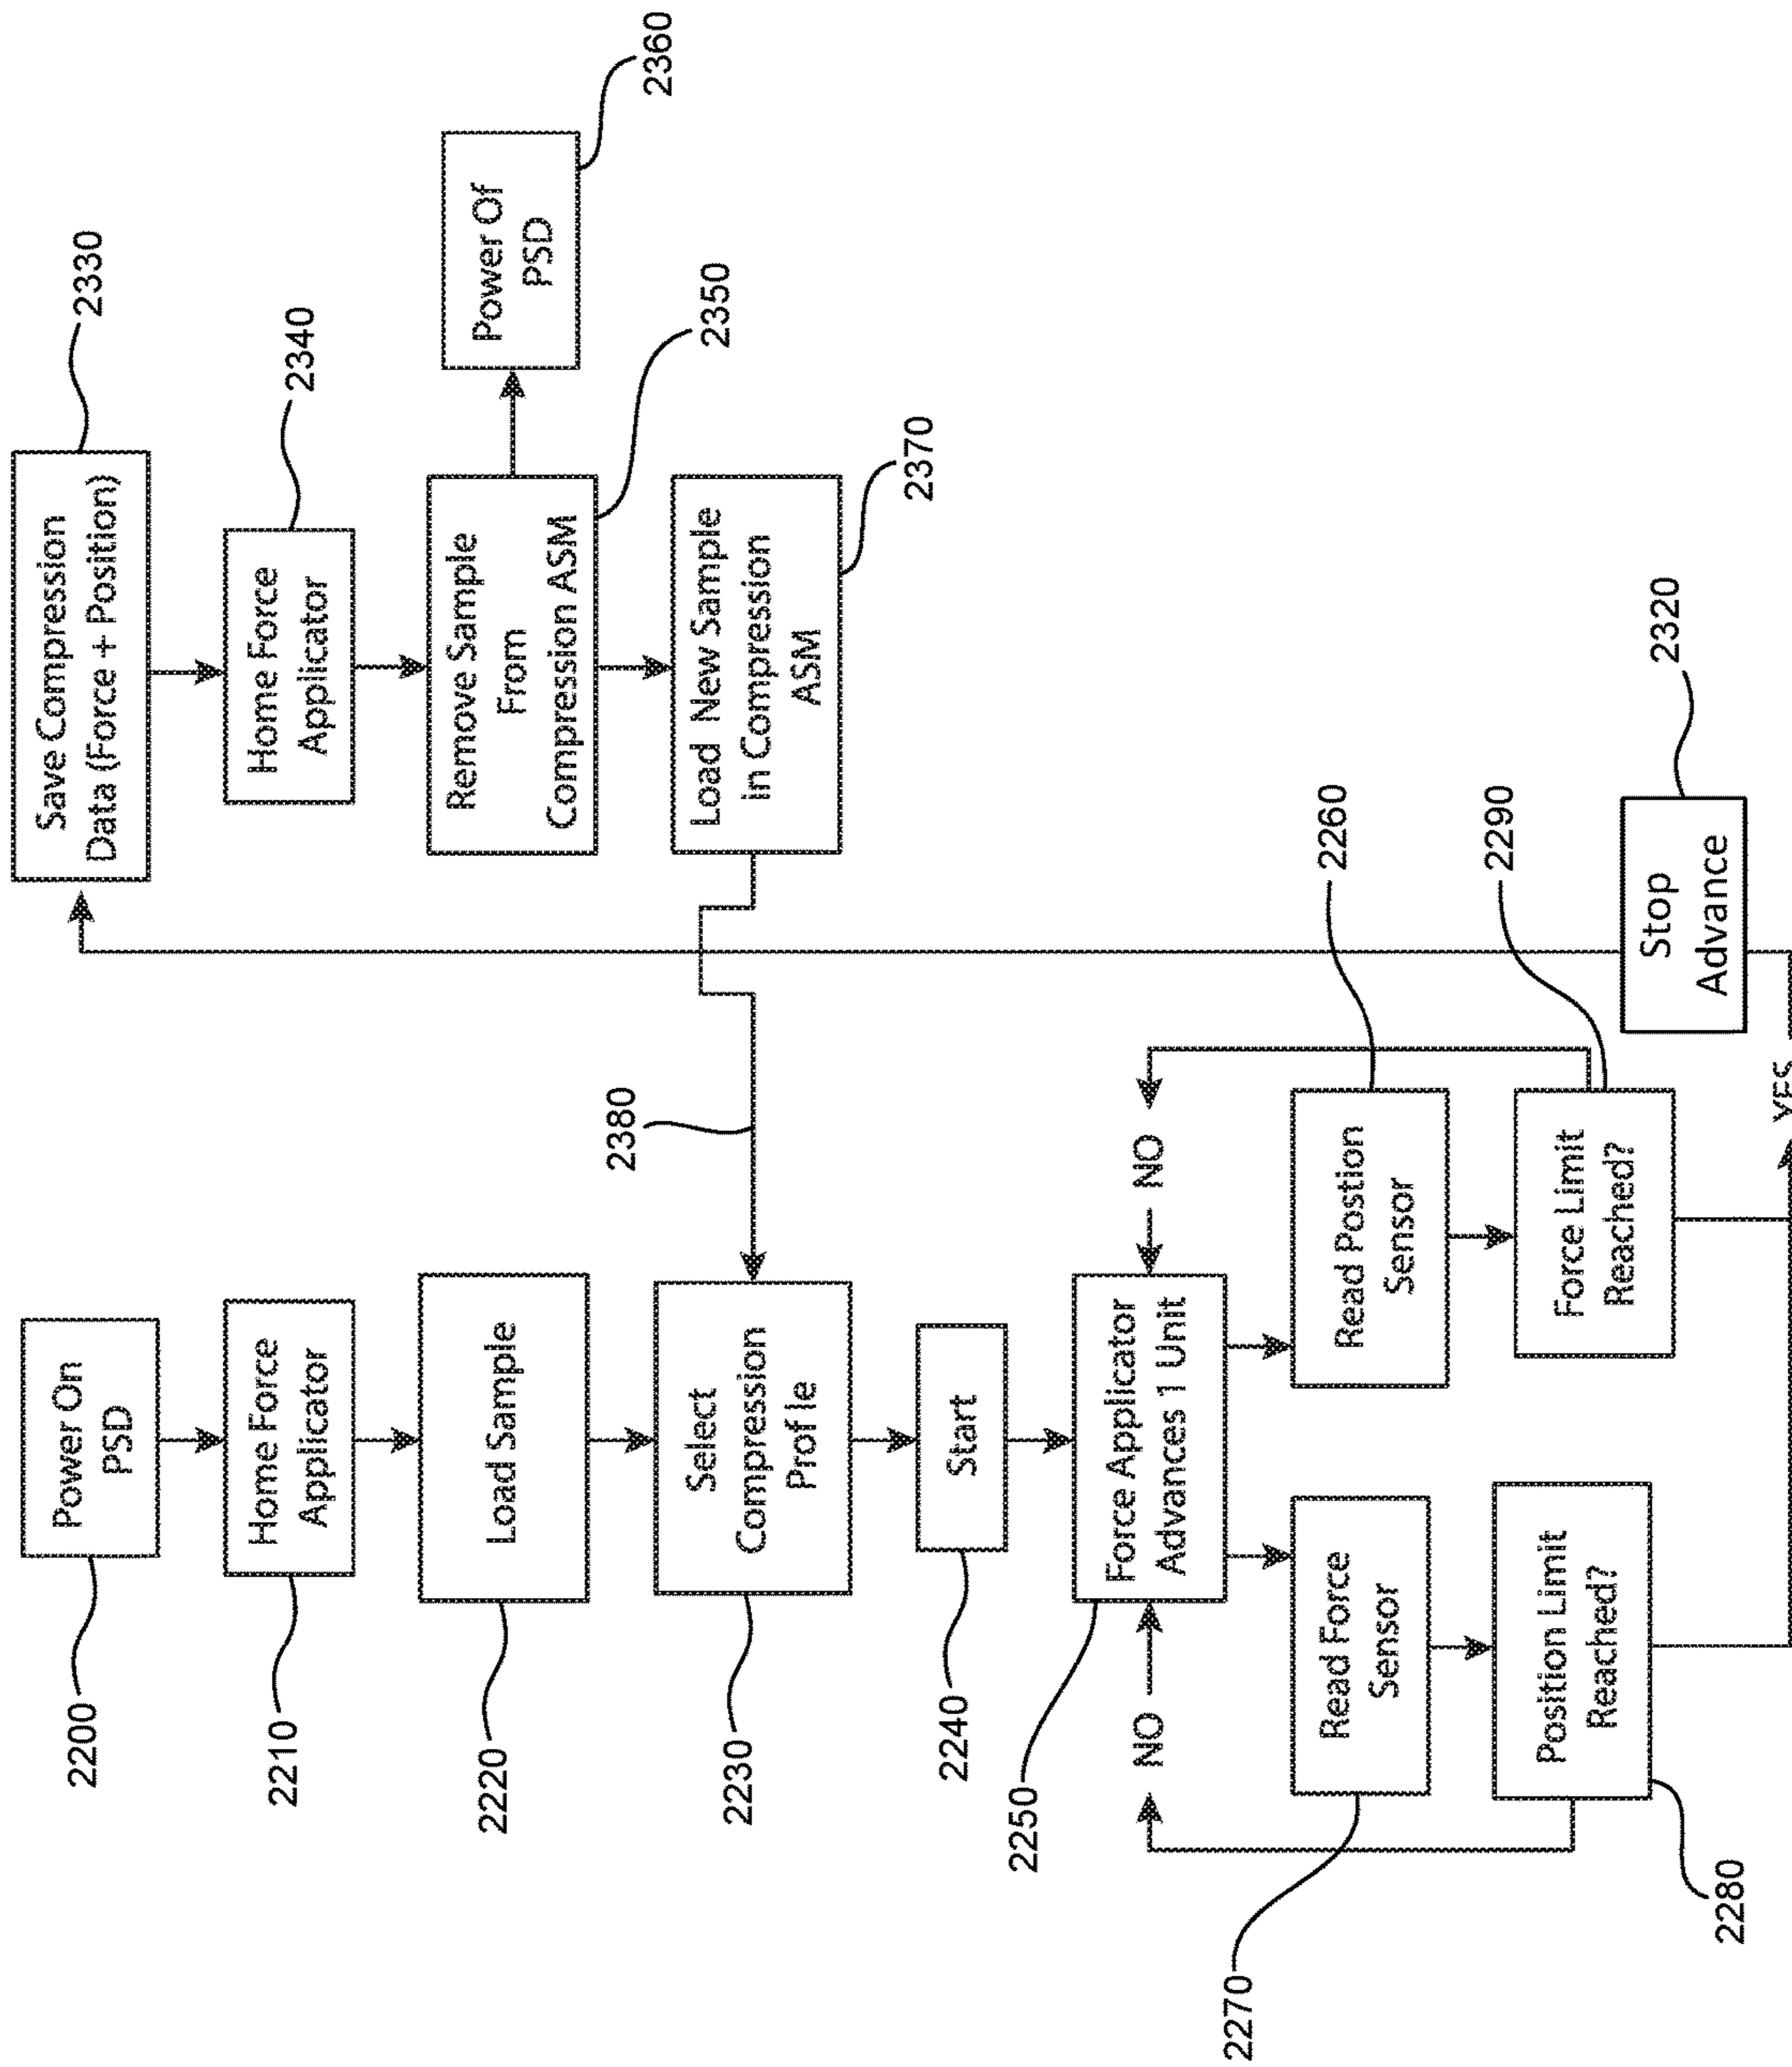 2200
Power On
PSD
2210
Home Force
Applicator
2220
Load Sample
2230
Select
Compression
Prof le
2240
Start
2250
Force Applicator
Advances 1 Unit
NO
NO
2270
Read Force
Sensor
Read Postion
Sensor
2260
2280
Position Limit
Reached?
Force Limit
Reached?
2290
YES
Stop
Advance
2320
2380
Save Compression
Data (Force + Position)
2330
Home Force
Applicator
2340
Remove Sample
From
Compression ASM
2350
Power Of
PSD
2360
Load New Sample
in Compression
ASM
2370